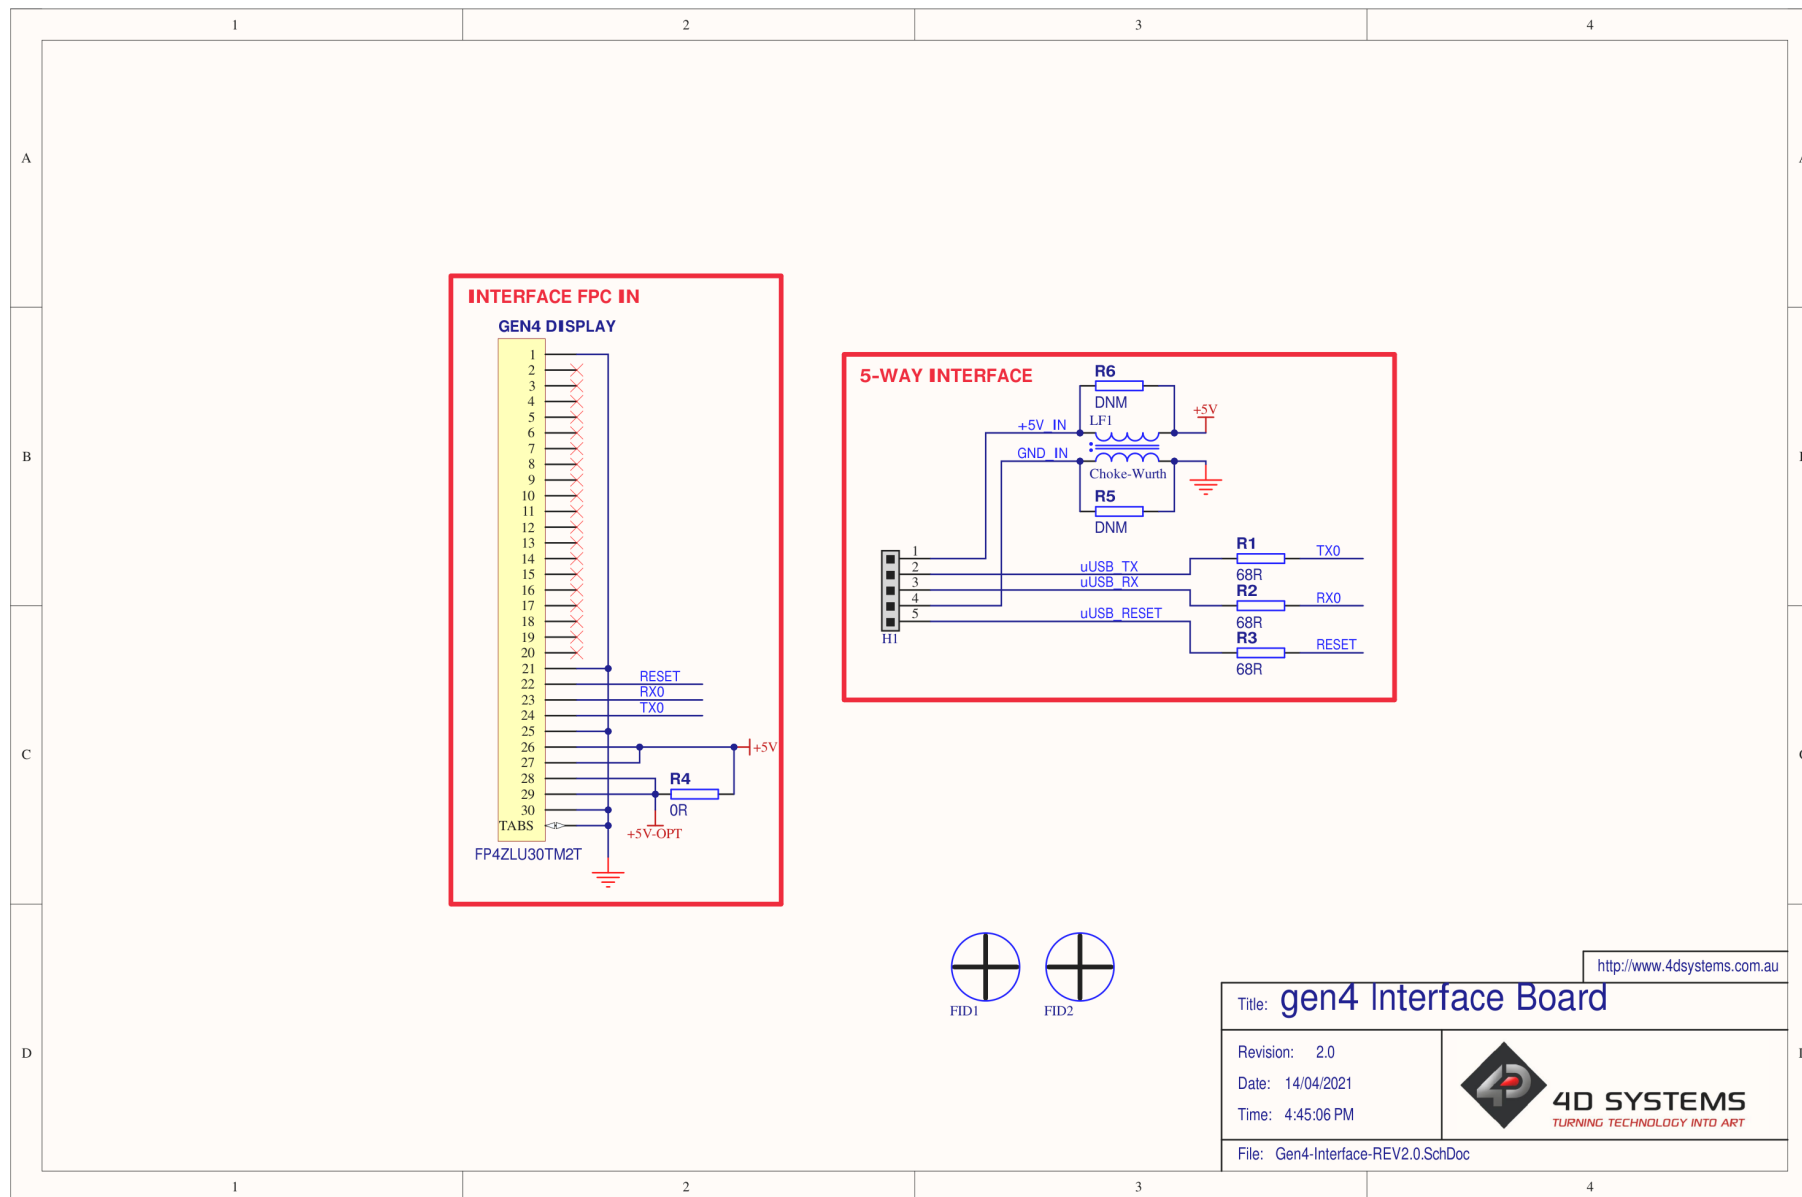 1 2 3 4
A A
INTERFACE FPC IN
GEN4 DISPLAY
1
2
3
4
5
6
7
8
9
10
11
12
13
14
15
16
17
18
19
20
21
22 RESET
23 RX0
24 TX0
25
26 +5V
27
28 R4
29
30 0R
TABS +5V-OPT
FP4ZLU30TM2T
5-WAY INTERFACE
R6
DNM
LF1
+5V_IN +5V
GND_IN
Choke-Wurth
R5
DNM
1 R1 TX0
2 uUSB_TX 68R
3 uUSB_RX R2 RX0
4 68R
5 uUSB_RESET R3 RESET
H1 68R
B
C
FID1 FID2
D
http://www.4dsystems.com.au
Title: gen4 Interface Board
Revision: 2.0
Date: 14/04/2021
Time: 4:45:06 PM
4D SYSTEMS
TURNING TECHNOLOGY INTO ART
File: Gen4-Interface-REV2.0.SchDoc
1 2 3 4